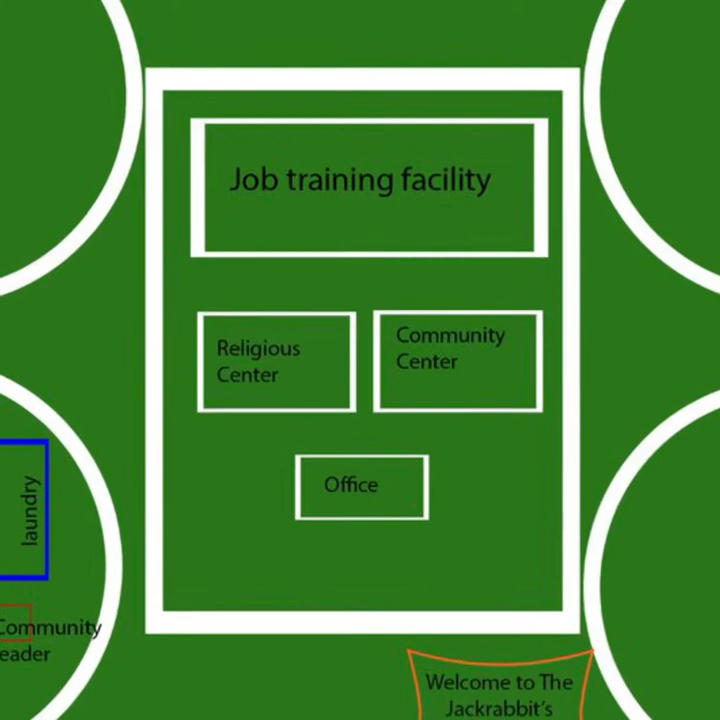 Job training facility
Religious
Center
Community
Center
Office
laundry
Community
eader
Welcome to The
Jackrabbit's